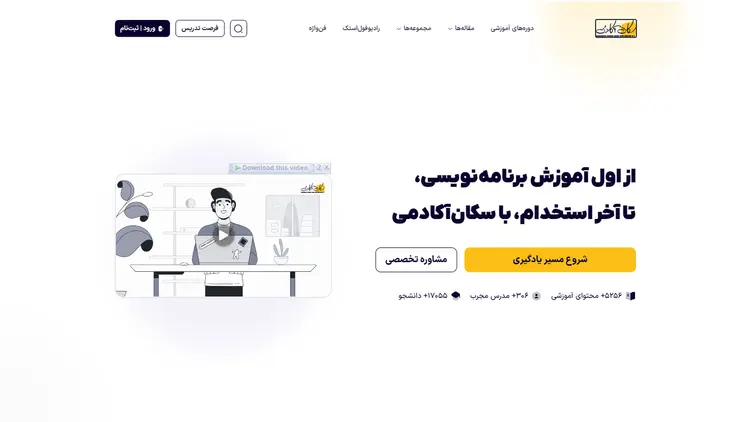 سکان آکادمی
دوره‌های آموزشی
مقاله‌ها
مجموعه‌ها
رادیوفول‌استک
فن‌واژه
فرصت تدریس
ورود | ثبت‌نام
از اول آموزش برنامه‌نویسی،
تا آخر استخدام، با سکان‌آکادمی
شروع مسیر یادگیری
مشاوره تخصصی
۵۲۵۶+ محتوای آموزشی
۳۰۶+ مدرس مجرب
۱۷۰۵۵+ دانشجو
Download this video
? X
سکان آکادمی